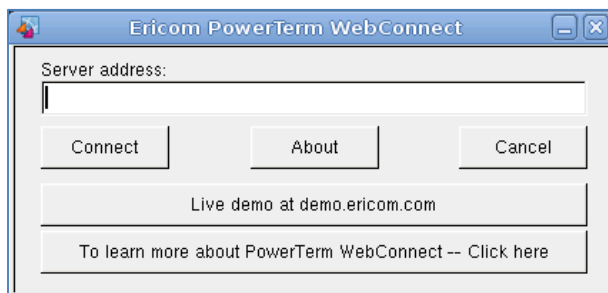 Ericom PowerTerm WebConnect
Server address:
Connect About Cancel
Live demo at demo.ericom.com
To learn more about PowerTerm WebConnect -- Click here